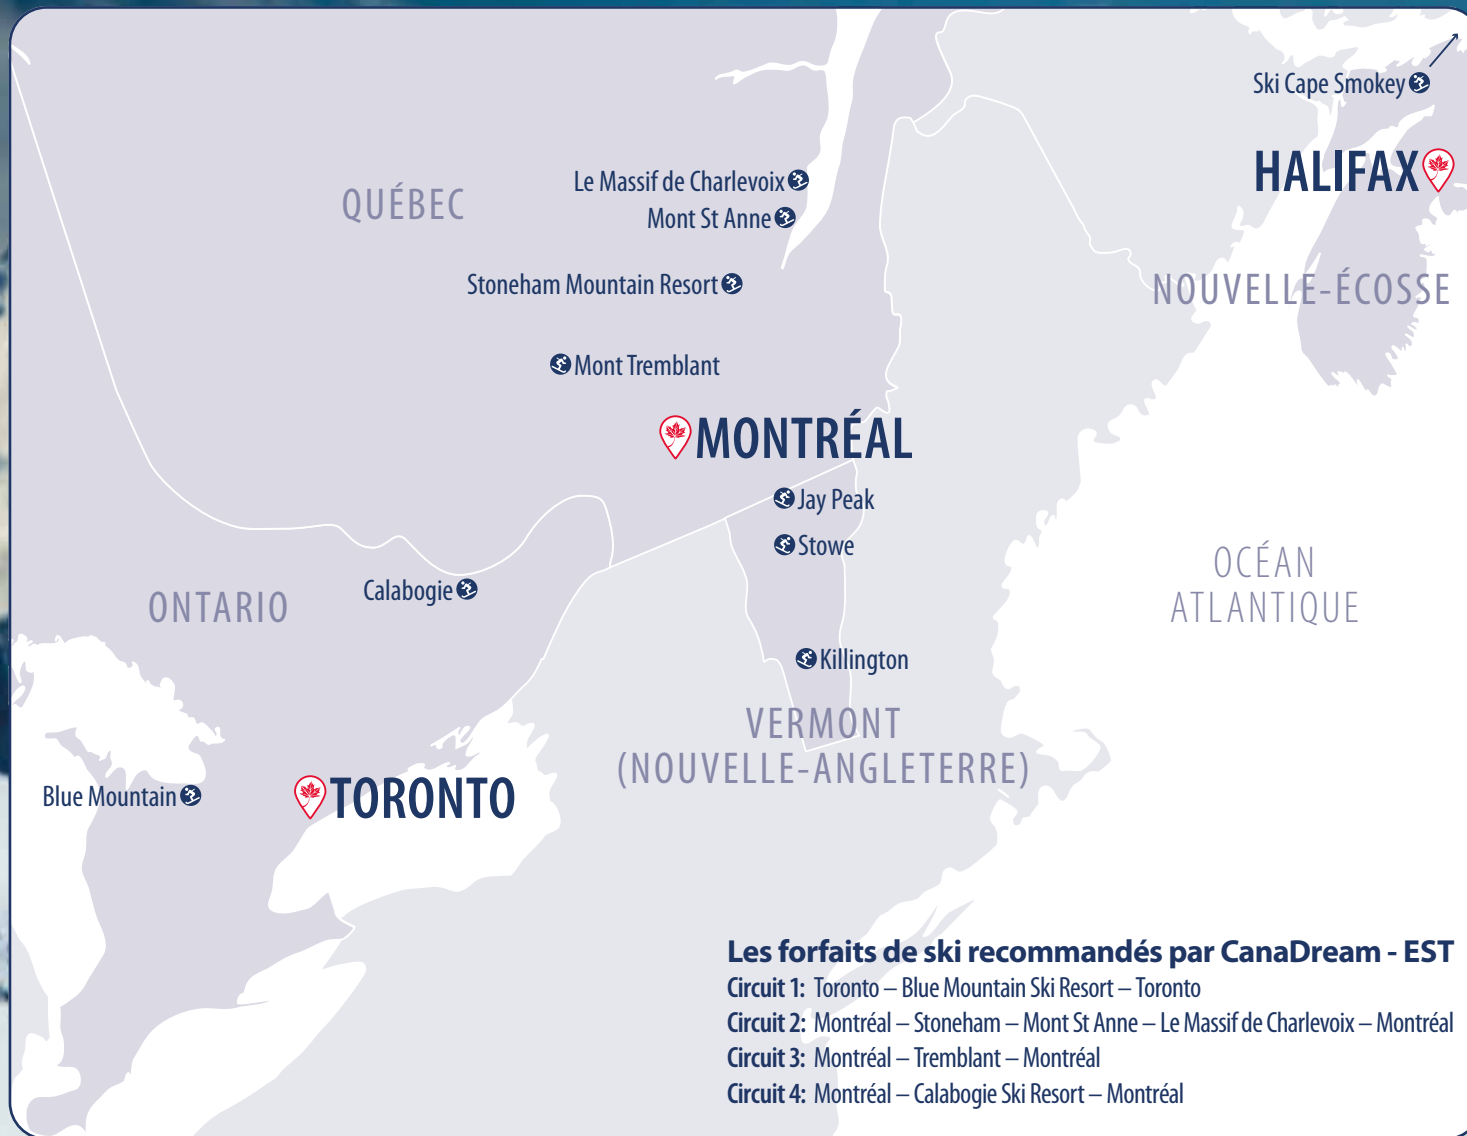 Ski Cape Smokey
HALIFAX
Le Massif de Charlevoix
QUÉBEC
Mont St Anne
Stoneham Mountain Resort
NOUVELLE-ÉCOSSE
Mont Tremblant
MONTRÉAL
Jay Peak
Stowe
OCÉAN
ATLANTIQUE
Calabogie
ONTARIO
Killington
VERMONT
(NOUVELLE-ANGLETERRE)
Blue Mountain
TORONTO
Les forfaits de ski recommandés par CanaDream - EST
Circuit 1: Toronto – Blue Mountain Ski Resort – Toronto
Circuit 2: Montréal – Stoneham – Mont St Anne – Le Massif de Charlevoix – Montréal
Circuit 3: Montréal – Tremblant – Montréal
Circuit 4: Montréal – Calabogie Ski Resort – Montréal